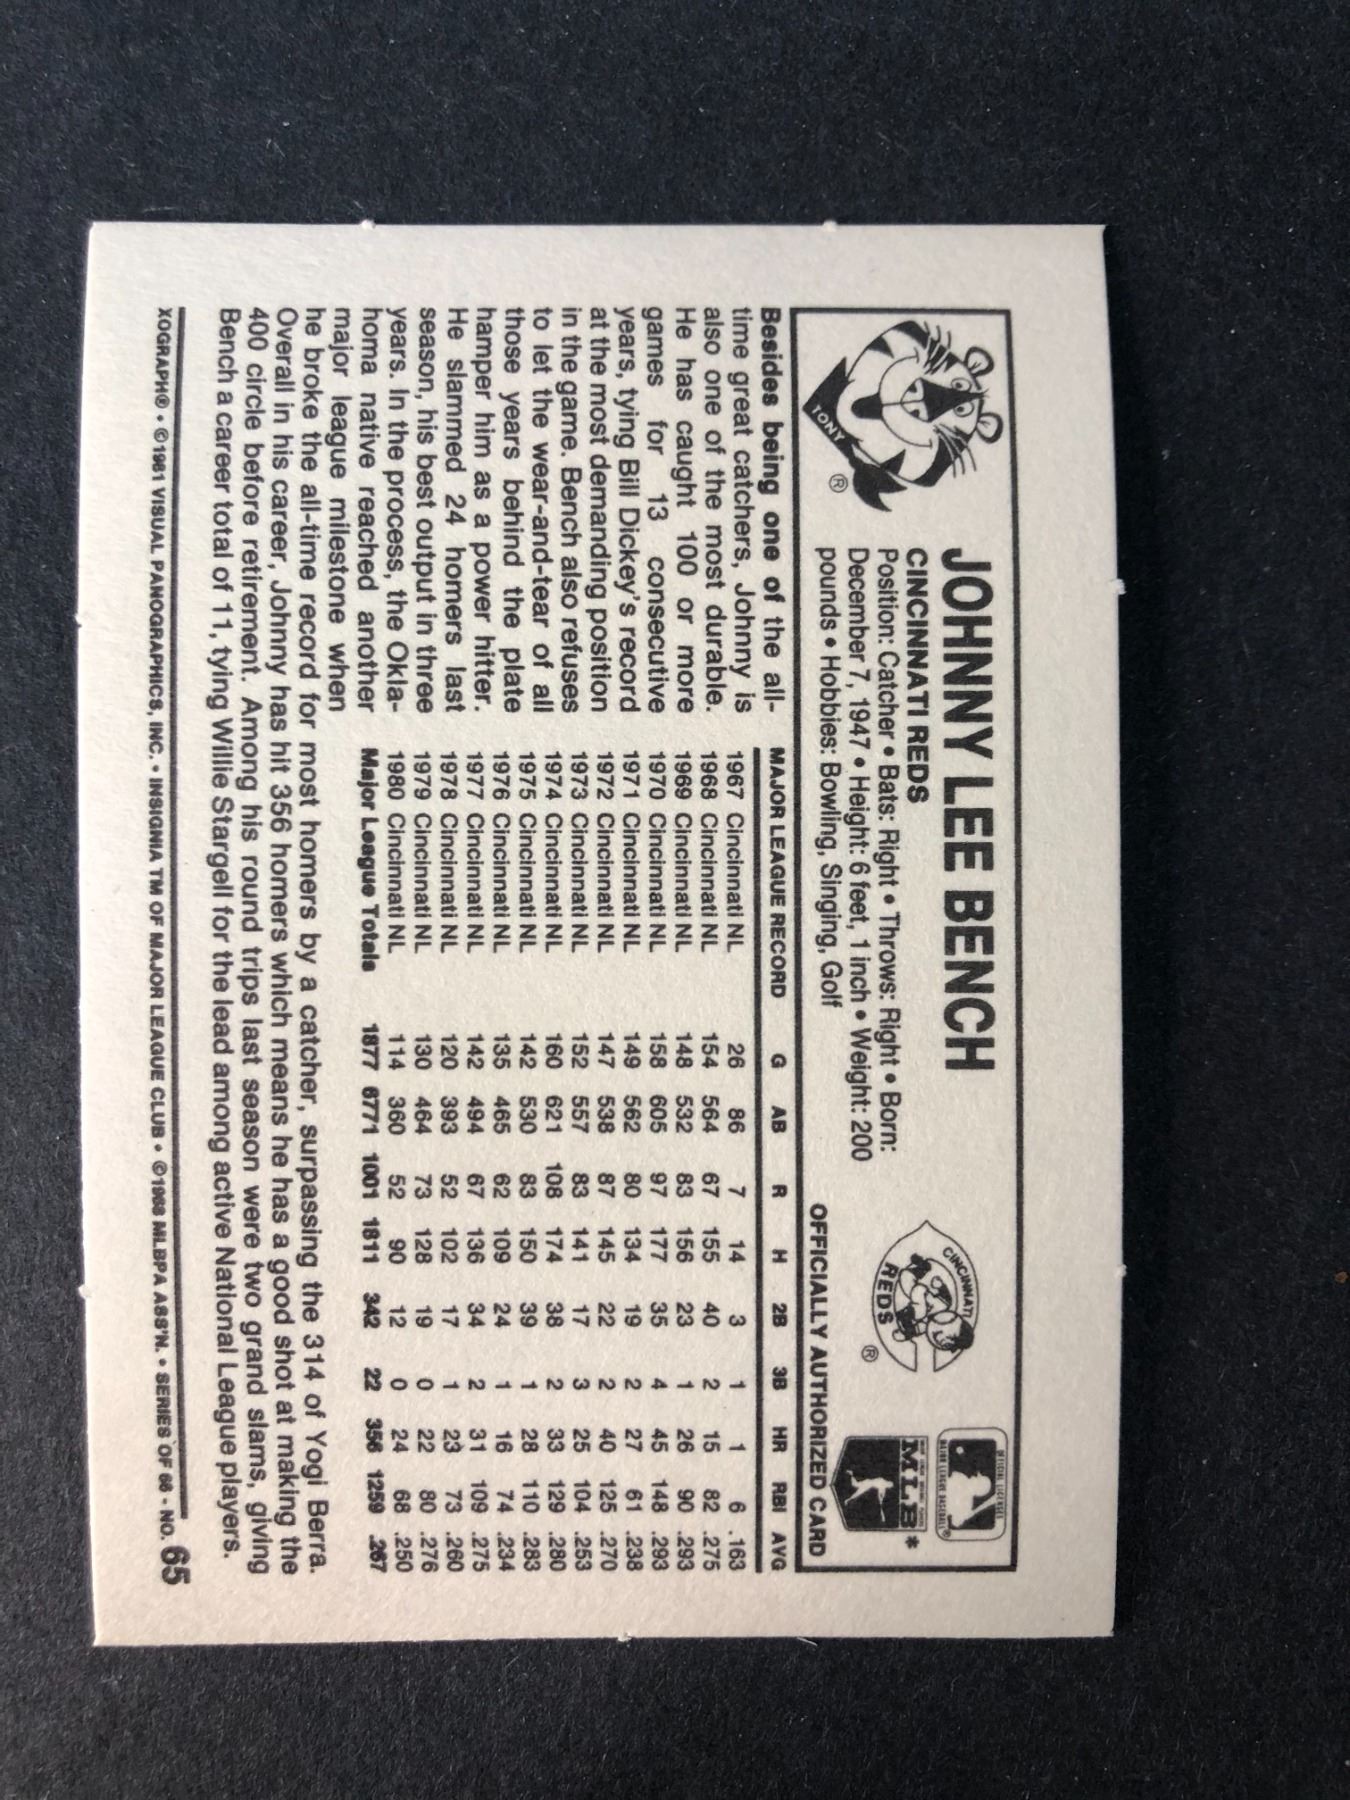 TONY
®
JOHNNY LEE BENCH
CINCINNATI REDS
Position: Catcher • Bats: Right • Throws: Right • Born:
December 7, 1947 • Height: 6 feet, 1 inch • Weight: 200
pounds • Hobbies: Bowling, Singing, Golf
CINCINNATI
REDS
®
OFFICIAL LICENSEE
MAJOR LEAGUE BASEBALL®
MLB*
OFFICIALLY AUTHORIZED CARD
Besides being one of the all-
time great catchers, Johnny is
also one of the most durable.
He has caught 100 or more
games for 13 consecutive
years, tying Bill Dickey's record
at the most demanding position
in the game. Bench also refuses
to let the wear-and-tear of all
those years behind the plate
hamper him as a power hitter.
He slammed 24 homers last
season, his best output in three
years. In the process, the Okla-
homa native reached another
major league milestone when
he broke the all-time record for most homers by a catcher, surpassing the 314 of Yogi Berra.
Overall in his career, Johnny has hit 356 homers which means he has a good shot at making the
400 circle before retirement. Among his round trips last season were two grand slams, giving
Bench a career total of 11, tying Willie Stargell for the lead among active National League players.
MAJOR LEAGUE RECORD G AB R H 2B 3B HR RBI AVG
1967 Cincinnati NL 26 86 7 14 3 1 1 6 .163
1968 Cincinnati NL 154 564 67 155 40 2 15 82 .275
1969 Cincinnati NL 148 532 83 156 23 1 26 90 .293
1970 Cincinnati NL 158 605 97 177 35 4 45 148 .293
1971 Cincinnati NL 149 562 80 134 19 2 27 61 .238
1972 Cincinnati NL 147 538 87 145 22 2 40 125 .270
1973 Cincinnati NL 152 557 83 141 17 3 25 104 .253
1974 Cincinnati NL 160 621 108 174 38 2 33 129 .280
1975 Cincinnati NL 142 530 83 150 39 1 28 110 .283
1976 Cincinnati NL 135 465 62 109 24 1 16 74 .234
1977 Cincinnati NL 142 494 67 136 34 2 31 109 .275
1978 Cincinnati NL 120 393 52 102 17 1 23 73 .260
1979 Cincinnati NL 130 464 73 128 19 0 22 80 .276
1980 Cincinnati NL 114 360 52 90 12 0 24 68 .250
Major League Totals 1877 6771 1001 1811 342 22 356 1259 .267
XOGRAPH® • ©1981 VISUAL PANOGRAPHICS, INC. • INSIGNIA TM OF MAJOR LEAGUE CLUB • ©1968 MLBPA ASS'N. • SERIES OF 66 - NO. 65